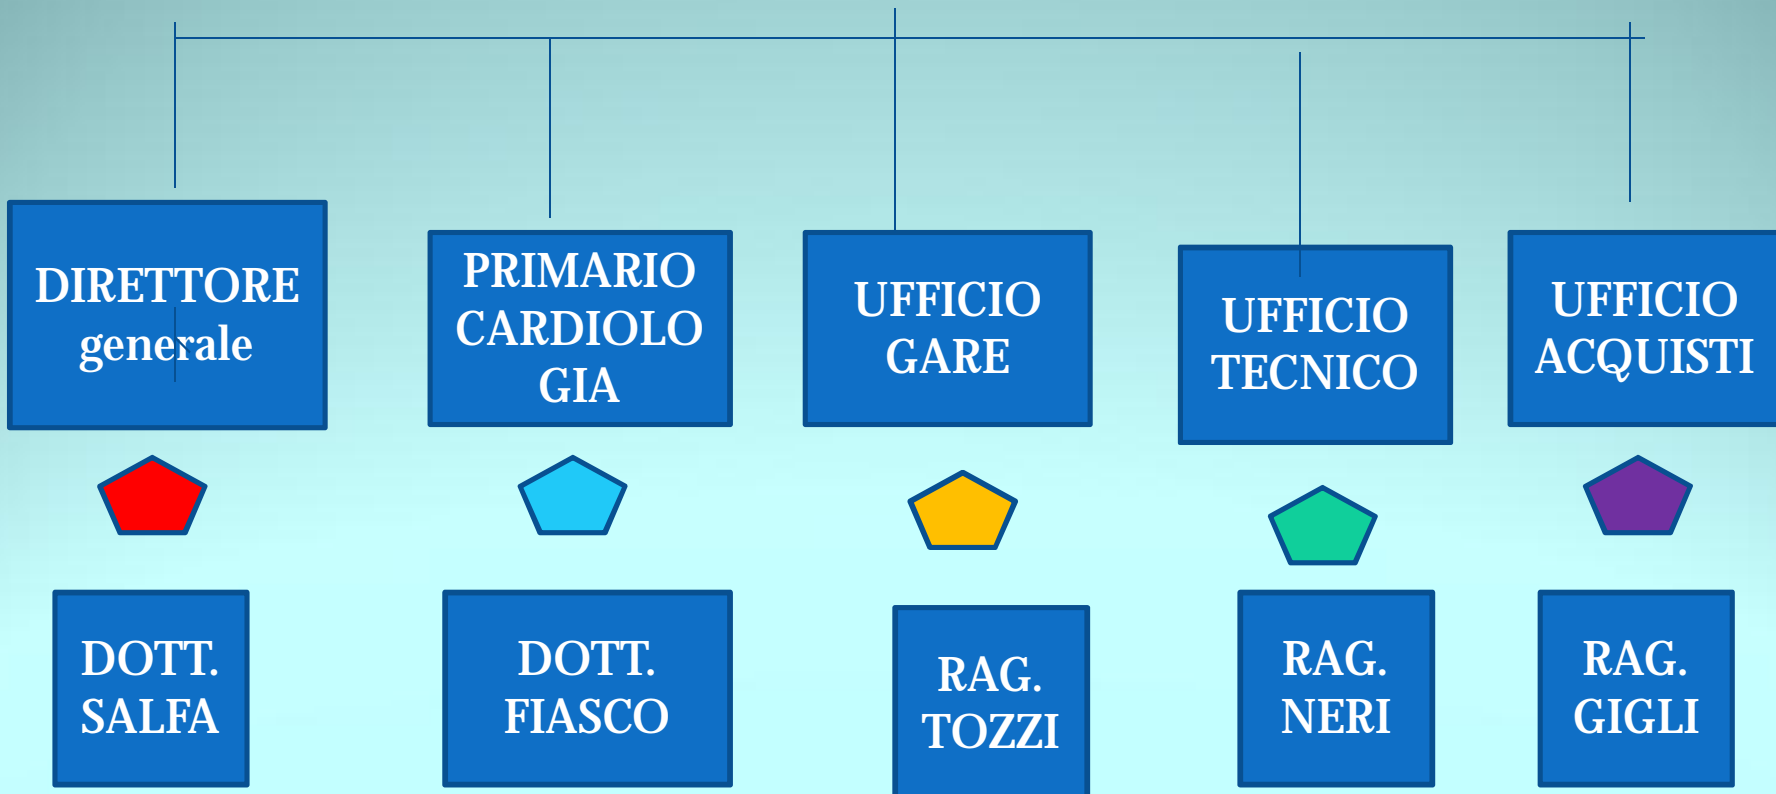 DIRETTORE
generale
PRIMARIO
CARDIOLO
GIA
UFFICIO
GARE
UFFICIO
TECNICO
UFFICIO
ACQUISTI
DOTT.
SALFA
DOTT.
FIASCO
RAG.
TOZZI
RAG.
NERI
RAG.
GIGLI